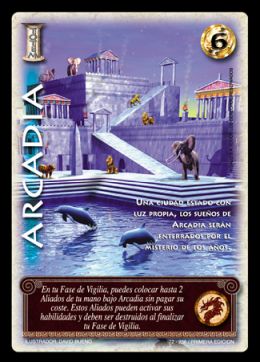 6
ARCADIA
UNA CIUDAD ESTADO CON
LUZ PROPIA, LOS SUEÑOS DE
ARCADIA SERÁN
ENTERRADOS POR EL
MISTERIO DE LOS AÑOS.
En tu Fase de Vigilia, puedes colocar hasta 2
Aliados de tu mano bajo Arcadia sin pagar su
coste. Estos Aliados pueden activar sus
habilidades y deben ser destruidos al finalizar
tu Fase de Vigilia.
ILUSTRADOR: DAVID BUENO
PRIMERA EDICION